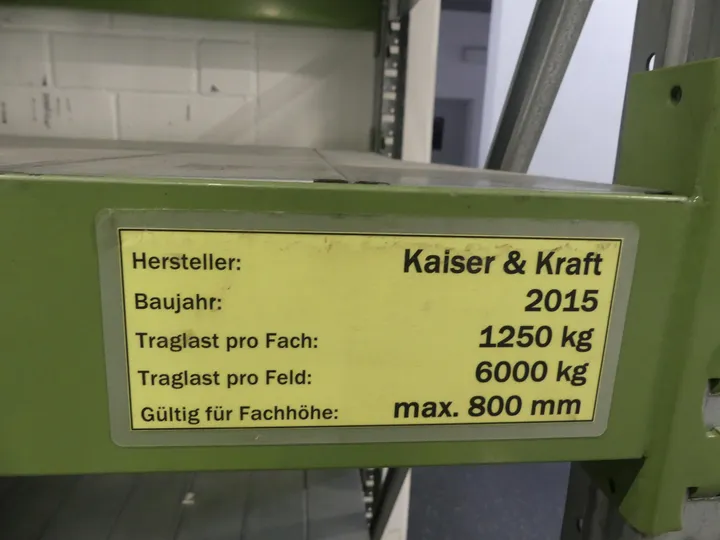 Hersteller: Kaiser & Kraft
Baujahr: 2015
Traglast pro Fach: 1250 kg
Traglast pro Feld: 6000 kg
Gültig für Fachhöhe: max. 800 mm